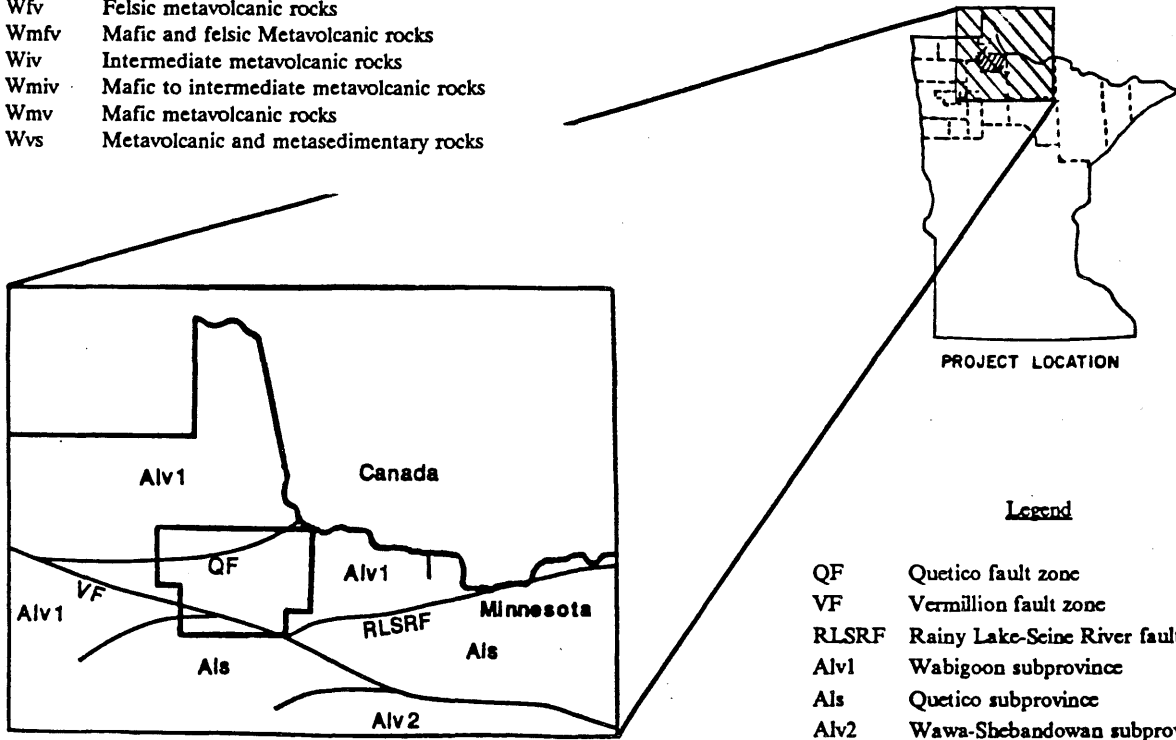 Wfv Felsic metavolcanic rocks
Wmfv Mafic and felsic Metavolcanic rocks
Wiv Intermediate metavolcanic rocks
Wmiv Mafic to intermediate metavolcanic rocks
Wmv Mafic metavolcanic rocks
Wvs Metavolcanic and metasedimentary rocks
PROJECT LOCATION
Alv1
Canada
QF
Alv1
VF
Alv1
Minnesota
RLSRF
Als
Als
Alv2
Legend
QF Quetico fault zone
VF Vermillion fault zone
RLSRF Rainy Lake-Seine River faul
Alv1 Wabigoon subprovince
Als Quetico subprovince
Alv2 Wawa-Shebandowan subprov